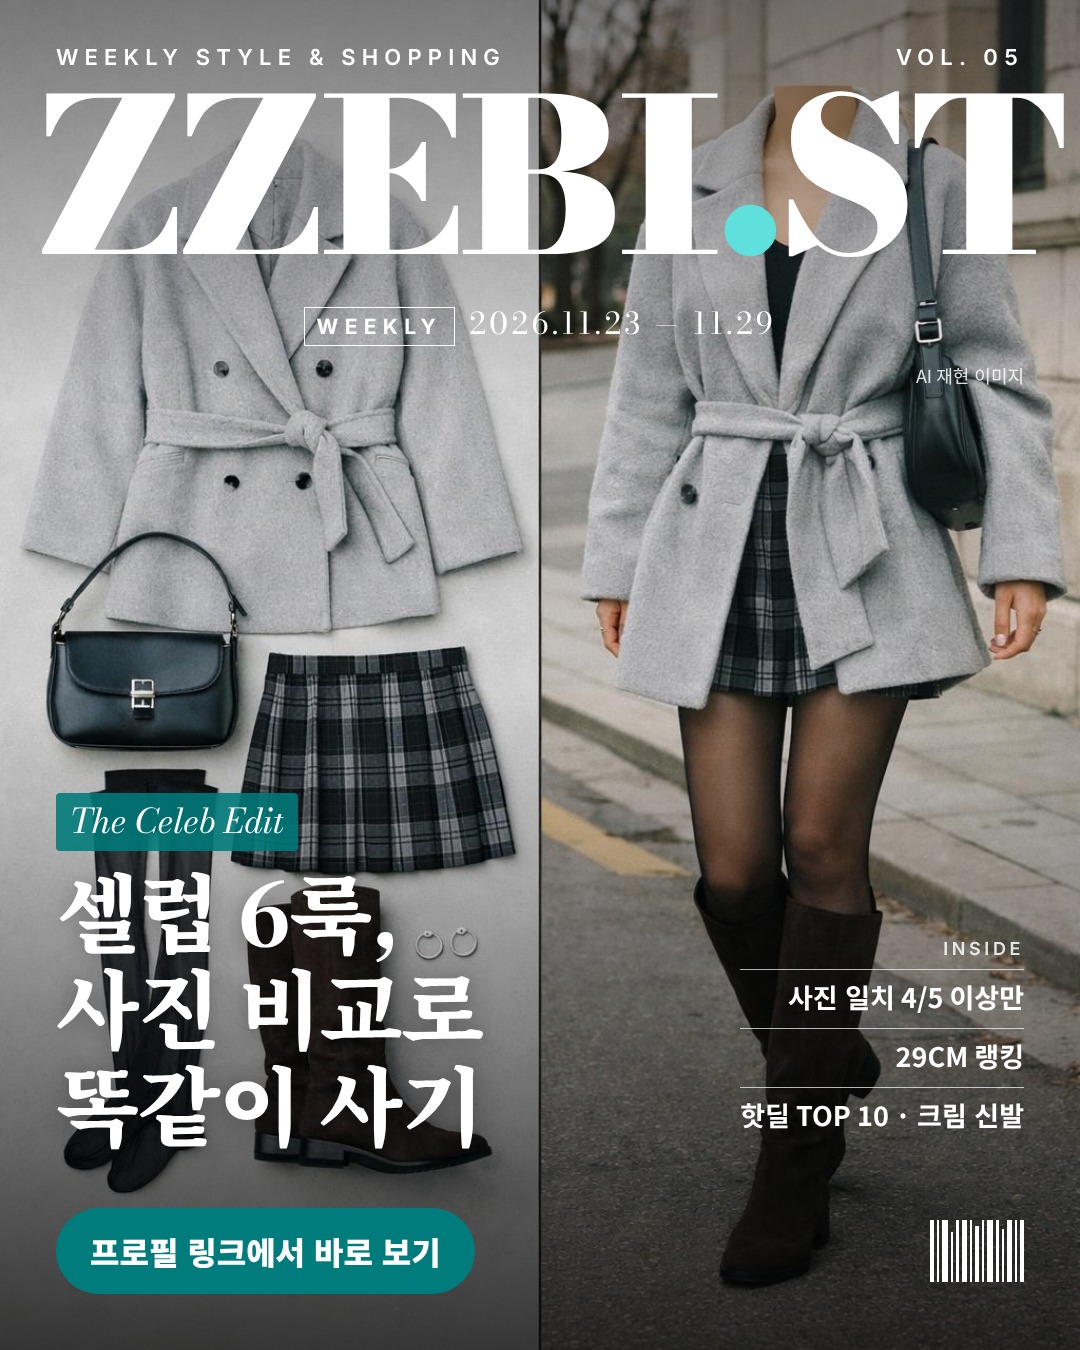 WEEKLY STYLE & SHOPPING
VOL. 05
ZZEBI.ST
WEEKLY 2026.11.23 — 11.29
AI 재현 이미지
The Celeb Edit
셀럽 6룩,
사진 비교로
똑같이 사기
INSIDE
사진 일치 4/5 이상만
29CM 랭킹
핫딜 TOP 10 · 크림 신발
프로필 링크에서 바로 보기